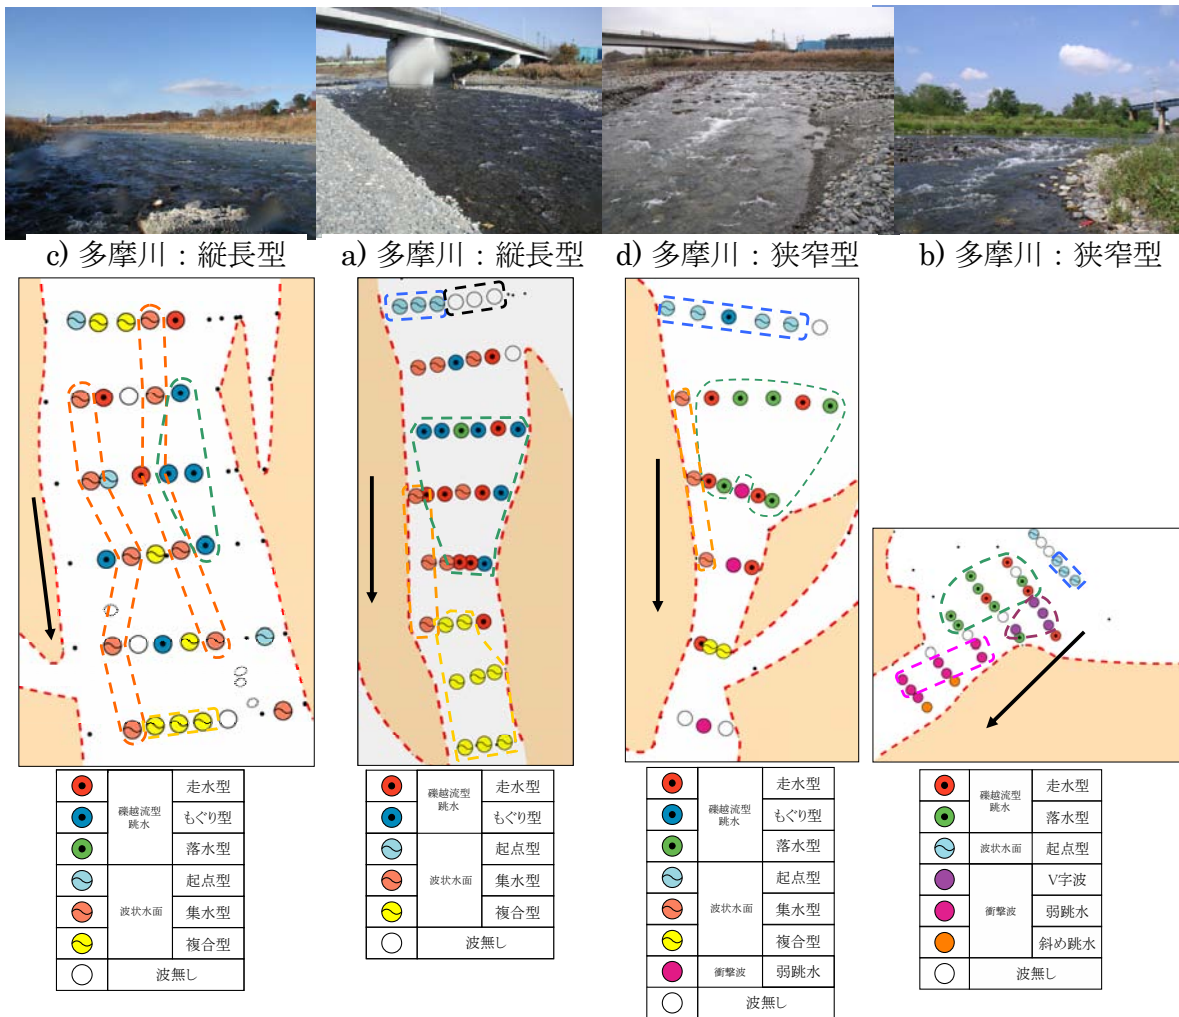 c) 多摩川：縦長型
a) 多摩川：縦長型
d) 多摩川：狭窄型
b) 多摩川：狭窄型
礫越流型
跳水
走水型
もぐり型
落水型
波状水面
起点型
集水型
複合型
波無し
礫越流型
跳水
走水型
もぐり型
波状水面
起点型
集水型
複合型
波無し
礫越流型
跳水
走水型
もぐり型
落水型
波状水面
起点型
集水型
複合型
衝撃波
弱跳水
波無し
礫越流型
跳水
走水型
落水型
波状水面
起点型
衝撃波
V字波
弱跳水
斜め跳水
波無し